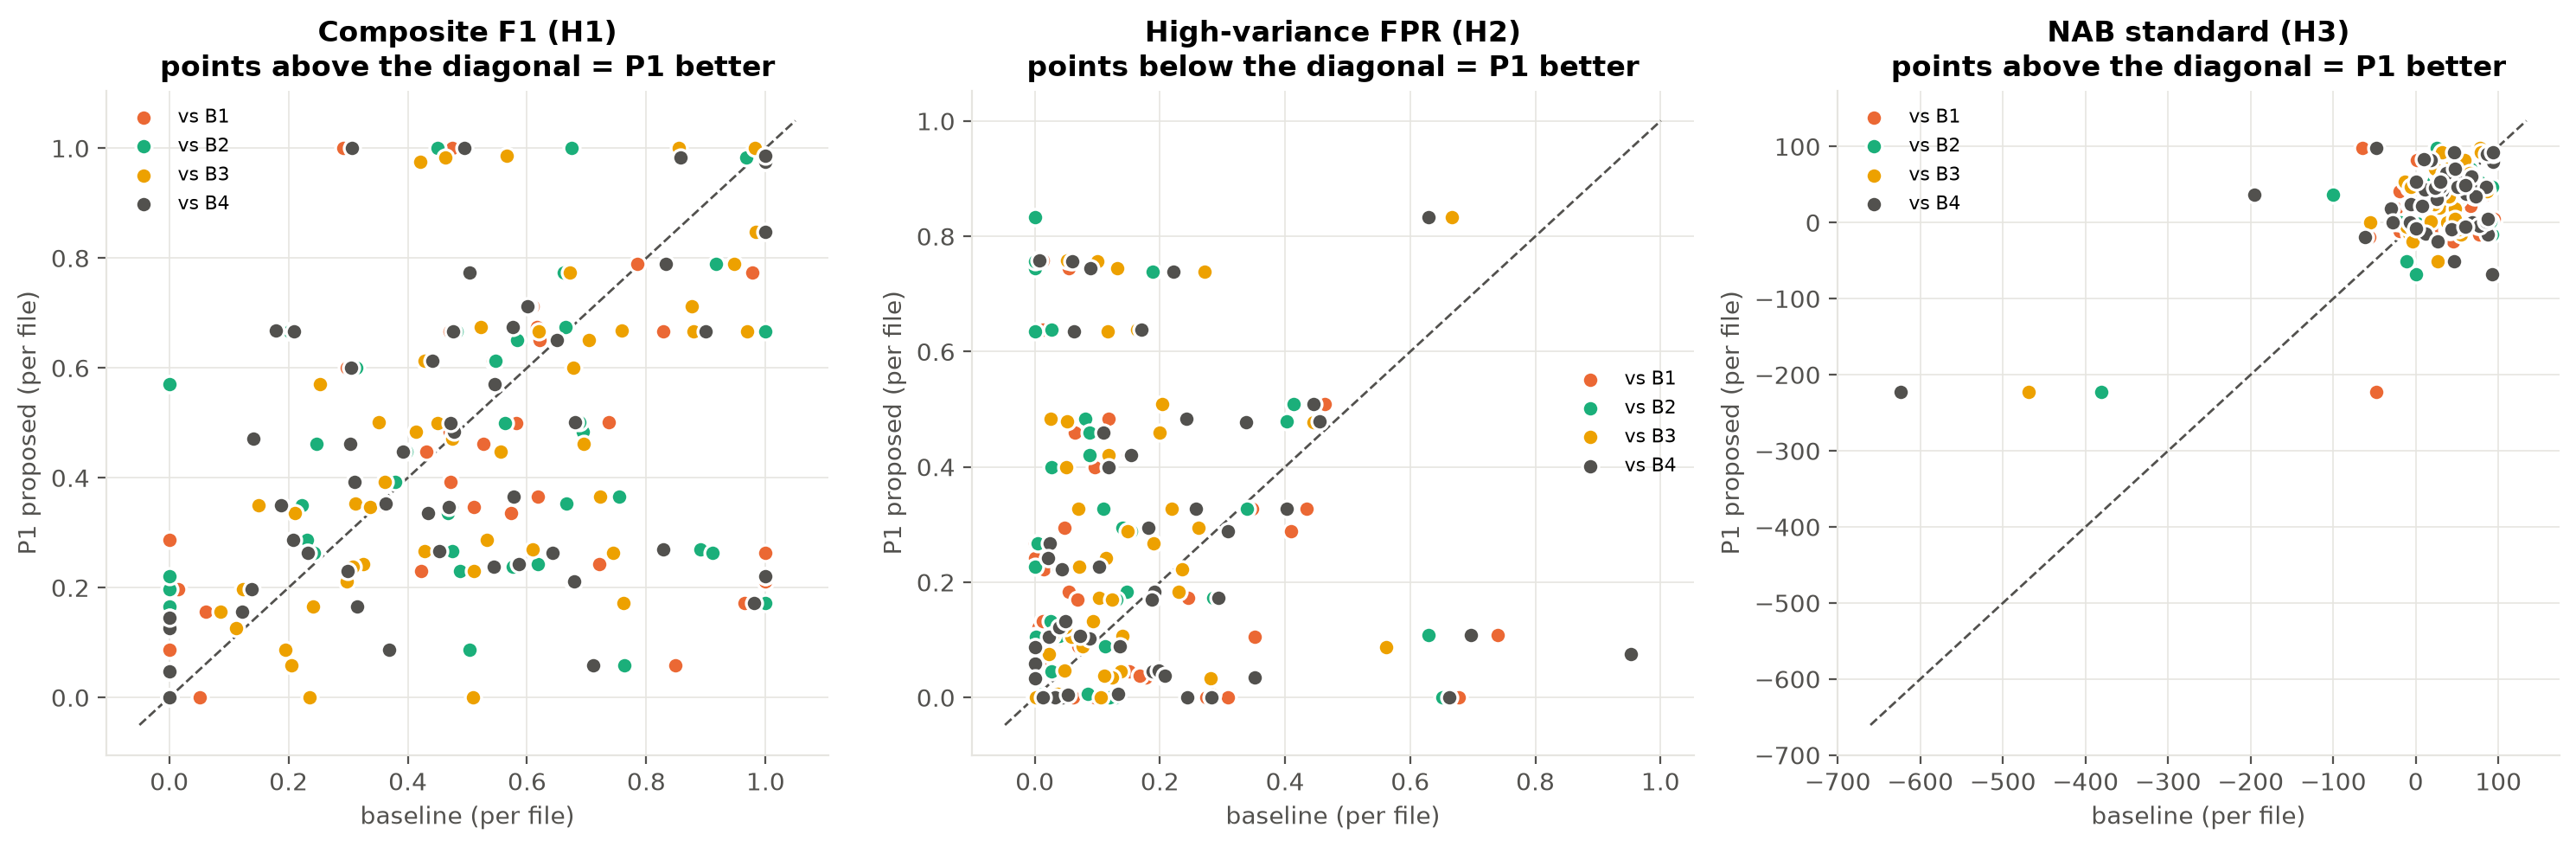 Composite F1 (H1)
points above the diagonal = P1 better
vs B1
vs B2
vs B3
vs B4
P1 proposed (per file)
1.0
0.8
0.6
0.4
0.2
0.0
0.0 0.2 0.4 0.6 0.8 1.0
baseline (per file)
High-variance FPR (H2)
points below the diagonal = P1 better
vs B1
vs B2
vs B3
vs B4
P1 proposed (per file)
1.0
0.8
0.6
0.4
0.2
0.0
0.0 0.2 0.4 0.6 0.8 1.0
baseline (per file)
NAB standard (H3)
points above the diagonal = P1 better
vs B1
vs B2
vs B3
vs B4
P1 proposed (per file)
100
0
−100
−200
−300
−400
−500
−600
−700
−700 −600 −500 −400 −300 −200 −100 0 100
baseline (per file)